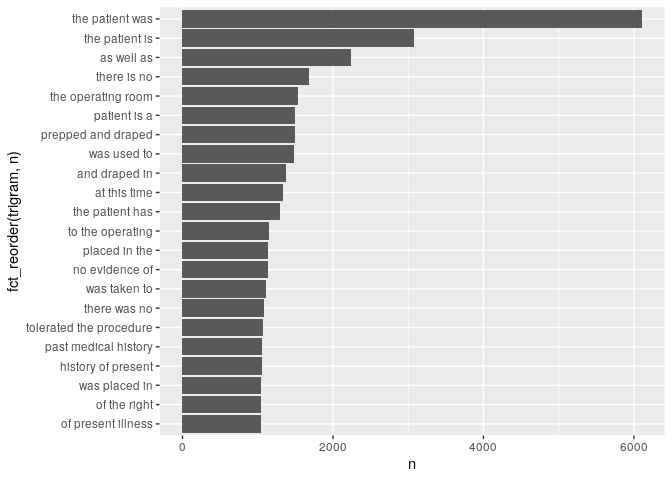 the patient was
the patient is
as well as
there is no
the operating room
patient is a
prepped and draped
was used to
and draped in
at this time
the patient has
to the operating
placed in the
no evidence of
was taken to
there was no
tolerated the procedure
past medical history
history of present
was placed in
of the right
of present illness
fct_reorder(trigram, n)
0 2000 4000 6000
n